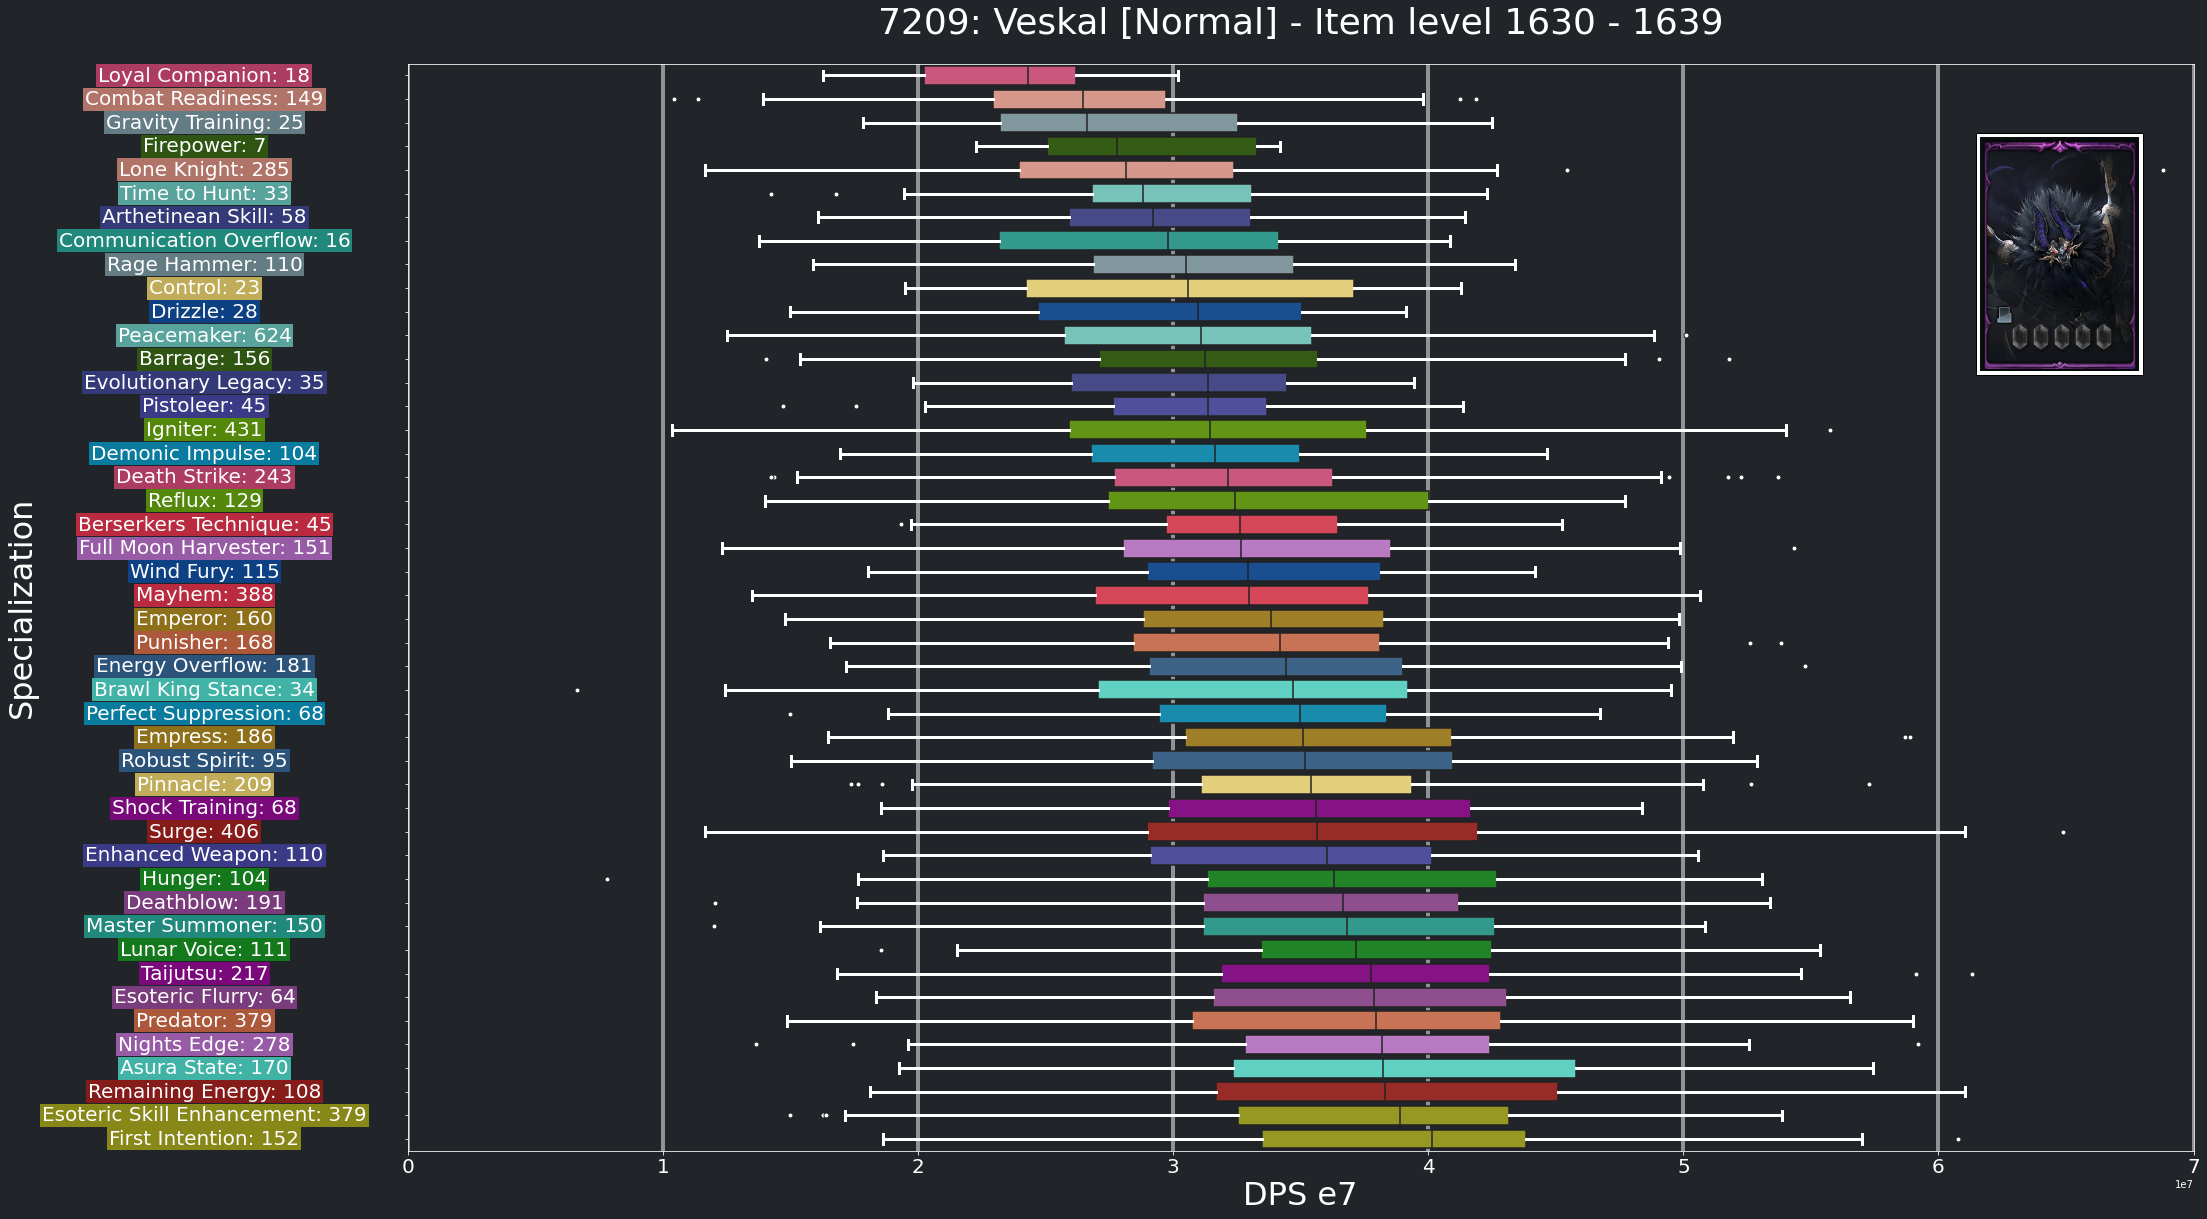 7209: Veskal [Normal] - Item level 1630 - 1639
Specialization
Loyal Companion: 18
Combat Readiness: 149
Gravity Training: 25
Firepower: 7
Lone Knight: 285
Time to Hunt: 33
Arthetinean Skill: 58
Communication Overflow: 16
Rage Hammer: 110
Control: 23
Drizzle: 28
Peacemaker: 624
Barrage: 156
Evolutionary Legacy: 35
Pistoleer: 45
Igniter: 431
Demonic Impulse: 104
Death Strike: 243
Reflux: 129
Berserkers Technique: 45
Full Moon Harvester: 151
Wind Fury: 115
Mayhem: 388
Emperor: 160
Punisher: 168
Energy Overflow: 181
Brawl King Stance: 34
Perfect Suppression: 68
Empress: 186
Robust Spirit: 95
Pinnacle: 209
Shock Training: 68
Surge: 406
Enhanced Weapon: 110
Hunger: 104
Deathblow: 191
Master Summoner: 150
Lunar Voice: 111
Taijutsu: 217
Esoteric Flurry: 64
Predator: 379
Nights Edge: 278
Asura State: 170
Remaining Energy: 108
Esoteric Skill Enhancement: 379
First Intention: 152
0 1 2 3 4 5 6 7
1e7
DPS e7